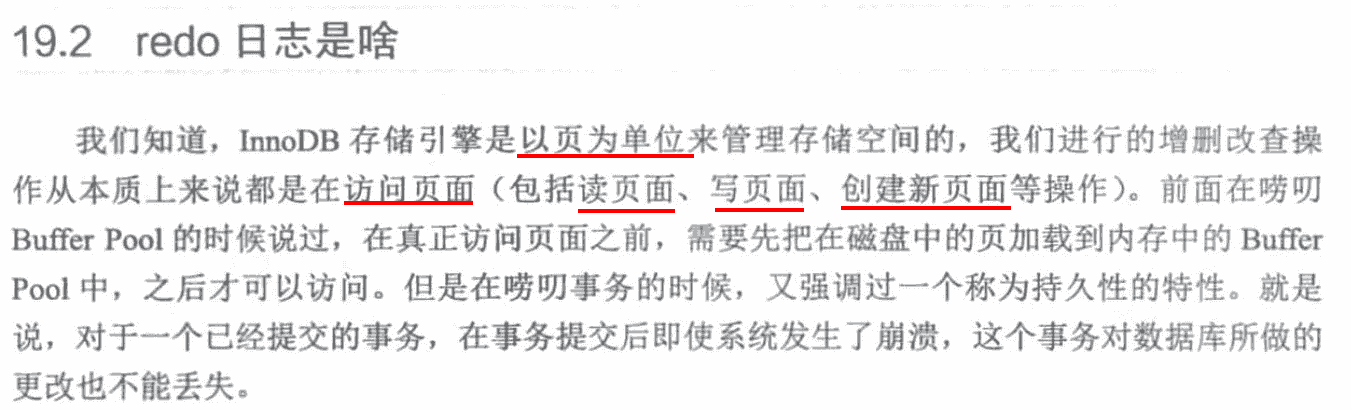 19.2 redo 日志是啥
我们知道，InnoDB 存储引擎是以页为单位来管理存储空间的，我们进行的增删改查操
作从本质上来说都是在访问页面（包括读页面、写页面、创建新页面等操作）。前面在唠叨
Buffer Pool 的时候说过，在真正访问页面之前，需要先把在磁盘中的页加载到内存中的 Buffer
Pool 中，之后才可以访问。但是在唠叨事务的时候，又强调过一个称为持久性的特性。就是
说，对于一个已经提交的事务，在事务提交后即使系统发生了崩溃，这个事务对数据库所做的
更改也不能丢失。